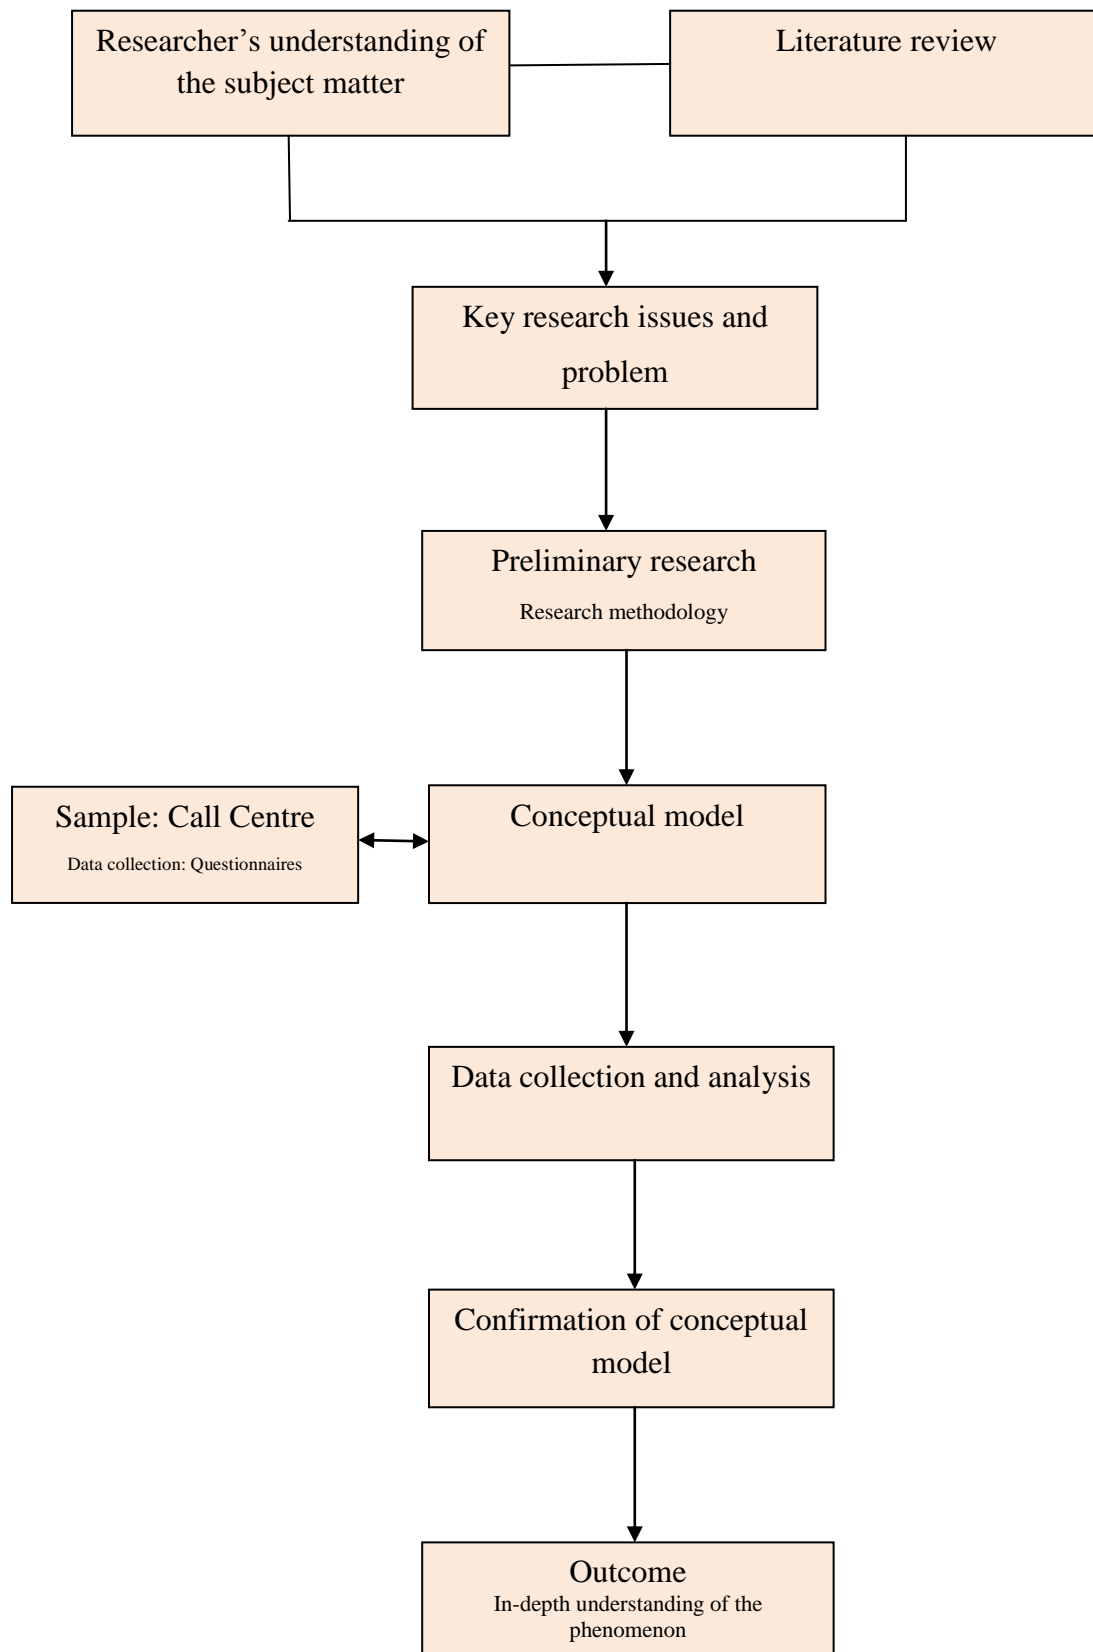 Researcher’s understanding of
the subject matter
Literature review
Key research issues and
problem
Preliminary research
Research methodology
Sample: Call Centre
Data collection: Questionnaires
Conceptual model
Data collection and analysis
Confirmation of conceptual
model
Outcome
In-depth understanding of the
phenomenon